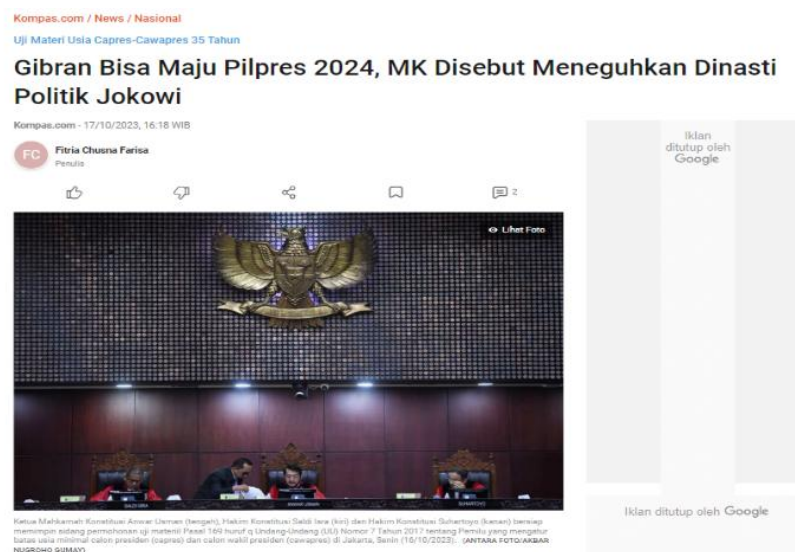 Kompas.com / News / Nasional
Uji Materi Usia Capres-Cawapres 35 Tahun
Gibran Bisa Maju Pilpres 2024, MK Disebut Meneguhkan Dinasti
Politik Jokowi
Kompas.com - 17/10/2023, 16:18 WIB
FC
Fitria Chusna Farisa
Penulis
2
Lihat Foto
Iklan
ditutup oleh
Google
SALDI ISRA
ANWAR USMAN
SUHARTOYO
Ketua Mahkamah Konstitusi Anwar Usman (tengah), Hakim Konstitusi Saldi Isra (kiri) dan Hakim Konstitusi Suhartoyo (kanan) bersiap
memimpin sidang permohonan uji materiil Pasal 169 huruf q Undang-Undang (UU) Nomor 7 Tahun 2017 tentang Pemilu yang mengatur
batas usia minimal calon presiden (capres) dan calon wakil presiden (cawapres) di Jakarta, Senin (16/10/2023). (ANTARA FOTO/AKBAR
NUGROHO GUMAY)
Iklan ditutup oleh Google